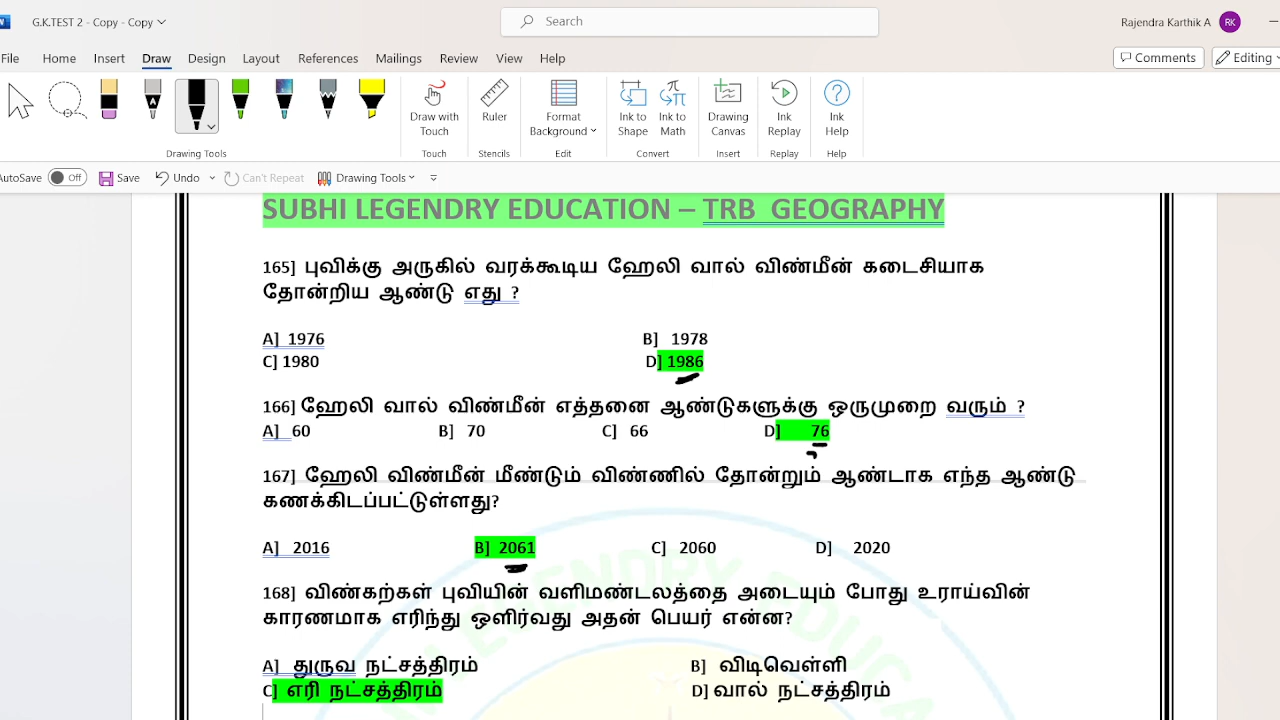 G.K.TEST 2 - Copy - Copy
Search
Rajendra Karthik A RK
File Home Insert Draw Design Layout References Mailings Review View Help Comments Editing
Draw with Touch Ruler Format Background Ink to Shape Ink to Math Drawing Canvas Ink Replay Ink Help
Drawing Tools Touch Stencils Edit Convert Insert Replay Help
AutoSave Off Save Undo Can't Repeat Drawing Tools
SUBHI LEGENDRY EDUCATION – TRB GEOGRAPHY
165] புவிக்கு அருகில் வரக்கூடிய ஹேலி வால் விண்மீன் கடைசியாக
தோன்றிய ஆண்டு எது ?
A] 1976 B] 1978
C] 1980 D] 1986
166] ஹேலி வால் விண்மீன் எத்தனை ஆண்டுகளுக்கு ஒருமுறை வரும் ?
A] 60 B] 70 C] 66 D] 76
167] ஹேலி விண்மீன் மீண்டும் விண்ணில் தோன்றும் ஆண்டாக எந்த ஆண்டு
கணக்கிடப்பட்டுள்ளது?
A] 2016 B] 2061 C] 2060 D] 2020
168] விண்கற்கள் புவியின் வளிமண்டலத்தை அடையும் போது உராய்வின்
காரணமாக எரிந்து ஒளிர்வது அதன் பெயர் என்ன?
A] துருவ நட்சத்திரம் B] விடிவெள்ளி
C] எரி நட்சத்திரம் D] வால் நட்சத்திரம்